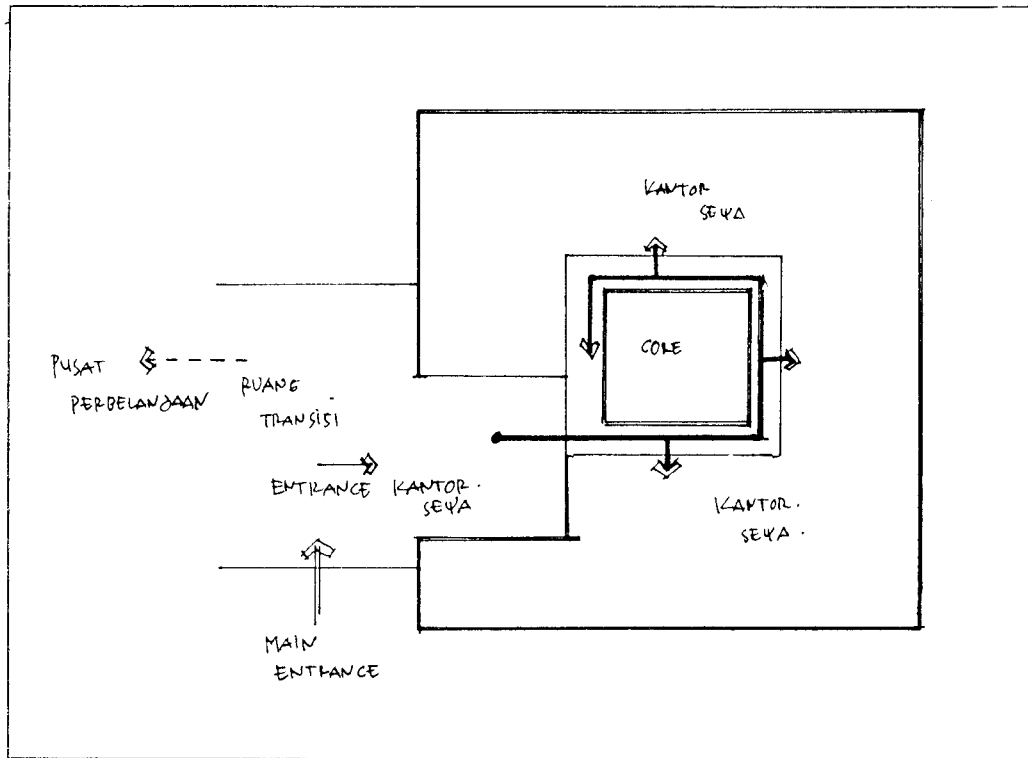 KANTOR
SEWA
CORE
PUSAT
PERBELANJAAN
RUANG
TRANSISI
ENTRANCE KANTOR.
SEWA
KANTOR.
SEWA.
MAIN
ENTRANCE